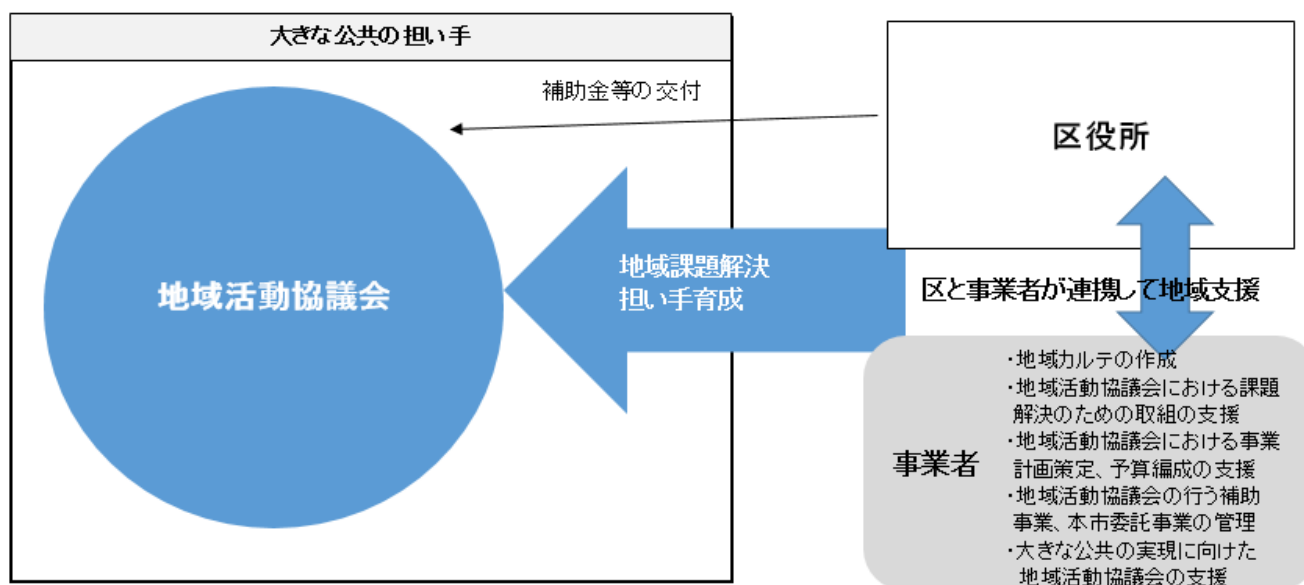 大きな公共の担い手
補助金等の交付
区役所
地域活動協議会
地域課題解決
担い手育成
区と事業者が連携して地域支援
事業者
・地域カルテの作成
・地域活動協議会における課題
解決のための取組の支援
・地域活動協議会における事業
計画策定、予算編成の支援
・地域活動協議会の行う補助
事業、本市委託事業の管理
・大きな公共の実現に向けた
地域活動協議会の支援